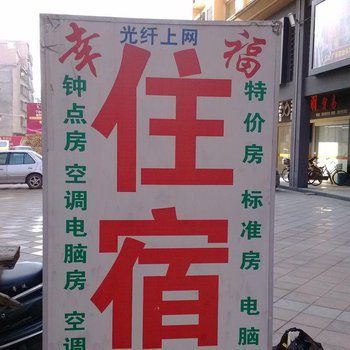 光纤上网
幸福
住宿
钟点房 空调电脑房 空调
特价房 标准房 电脑